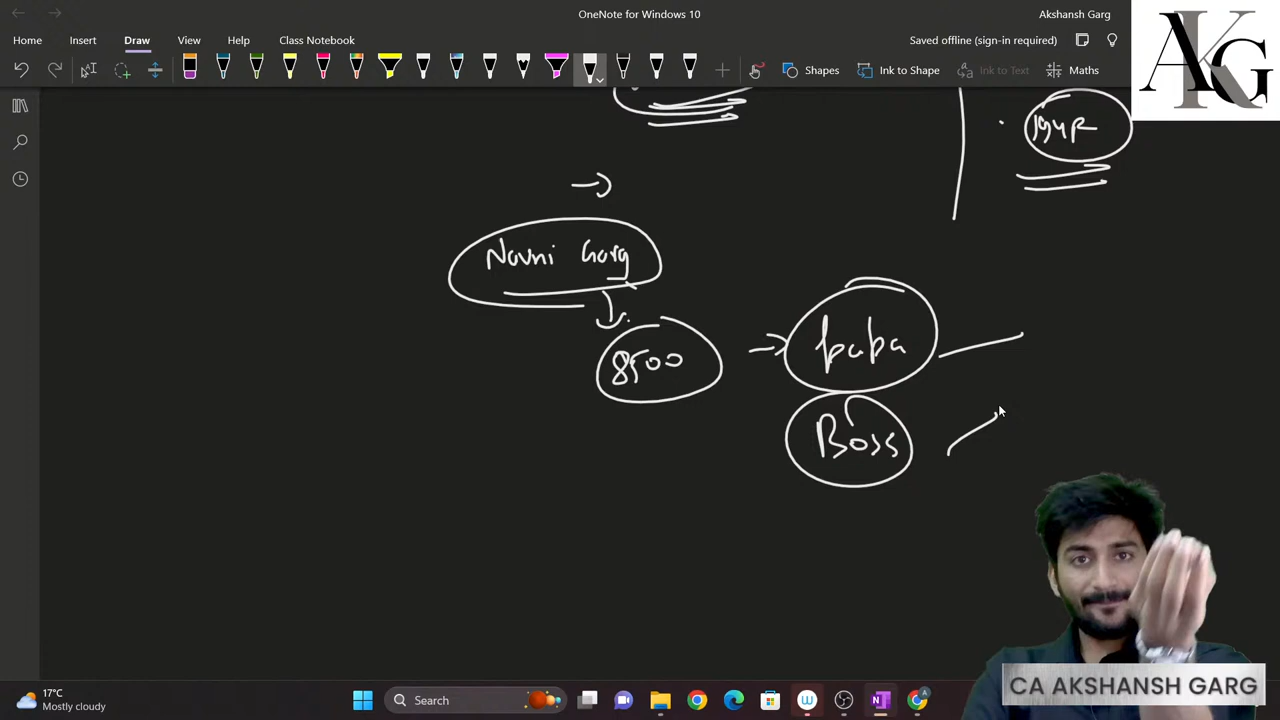 OneNote for Windows 10
Akshansh Garg
Home Insert Draw View Help Class Notebook
Saved offline (sign-in required)
Shapes Ink to Shape Ink to Text Maths
AKG
Navni Garg
8500
papa
Boss
CA AKSHANSH GARG
17°C
Mostly cloudy
Search